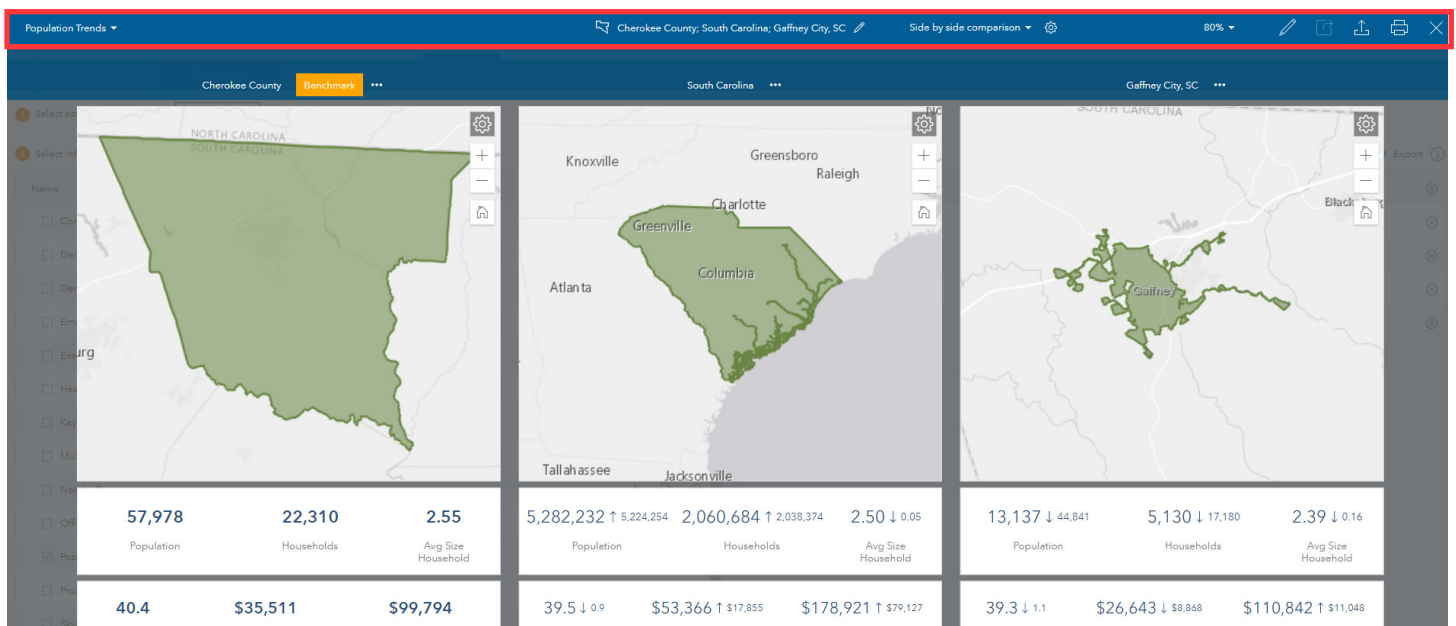 Population Trends
Cherokee County; South Carolina; Gaffney City, SC
Side by side comparison
80%
Cherokee County Benchmark •••
South Carolina •••
Gaffney City, SC •••
1 Select
2 Select
Name
Export
NORTH CAROLINA
SOUTH CAROLINA
urg
Knoxville
Greensboro
Raleigh
Charlotte
Greenville
Columbia
Atlanta
Tallahassee
Jacksonville
SOUTH CAROLINA
Gaffney
57,978 22,310 2.55
Population Households Avg Size
Household
5,282,232 ↑ 5,224,254 2,060,684 ↑ 2,038,374 2.50 ↓ 0.05
Population Households Avg Size
Household
13,137 ↓ 44,841 5,130 ↓ 17,180 2.39 ↓ 0.16
Population Households Avg Size
Household
40.4 $35,511 $99,794
39.5 ↓ 0.9 $53,366 ↑ $17,855 $178,921 ↑ $79,127
39.3 ↓ 1.1 $26,643 ↓ $8,868 $110,842 ↑ $11,048